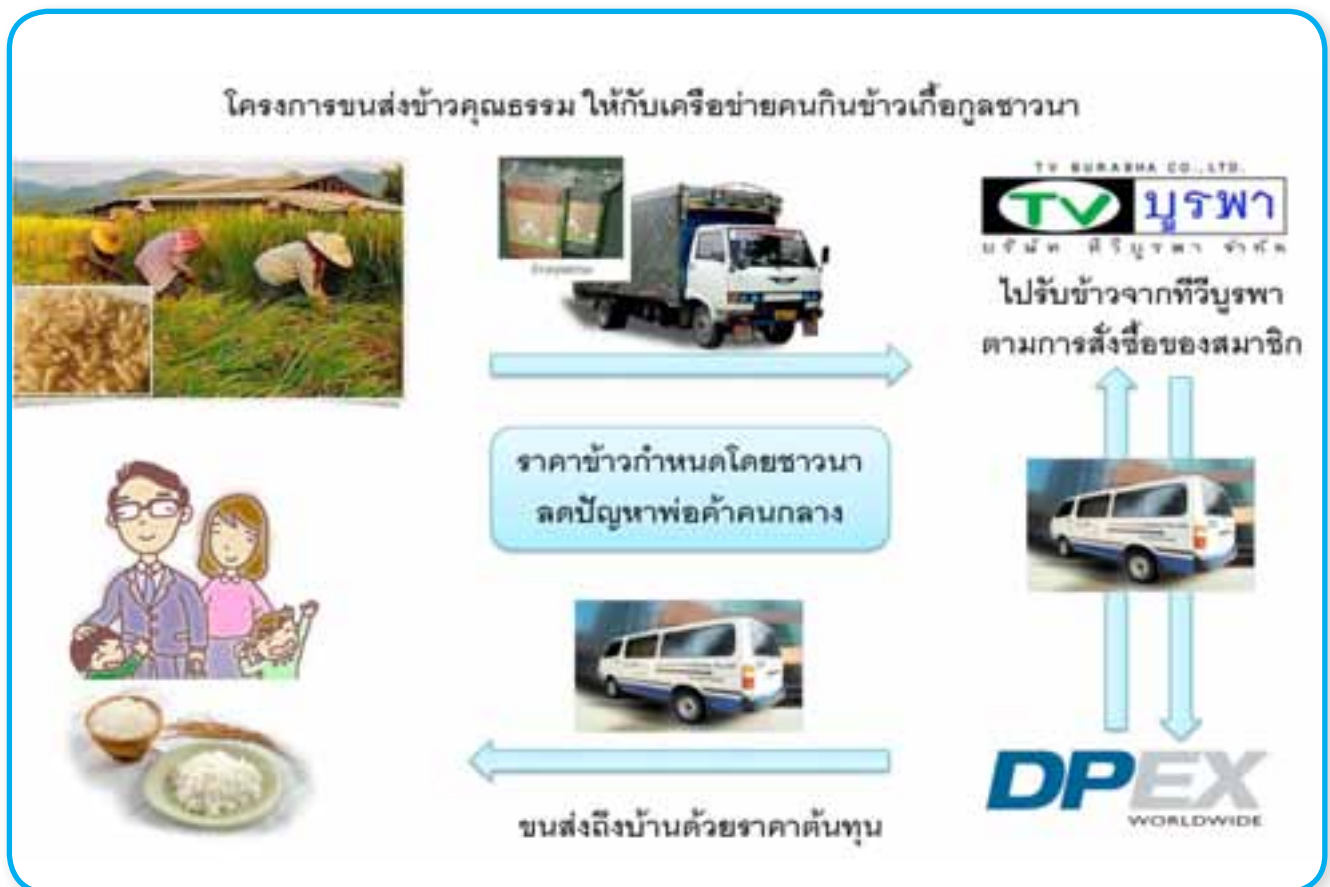 โครงการขนส่งข้าวคุณธรรม ให้กับเครือข่ายคนกินข้าวเกื้อกูลชาวนา
TV BURABHA CO.,LTD.
TV บูรพา
บริษัท ทีวีบูรพา จำกัด
ไปรับข้าวจากทีวีบูรพา
ตามการสั่งซื้อของสมาชิก
ราคาข้าวกำหนดโดยชาวนา
ลดปัญหาพ่อค้าคนกลาง
DPEX
WORLDWIDE
ขนส่งถึงบ้านด้วยราคาต้นทุน